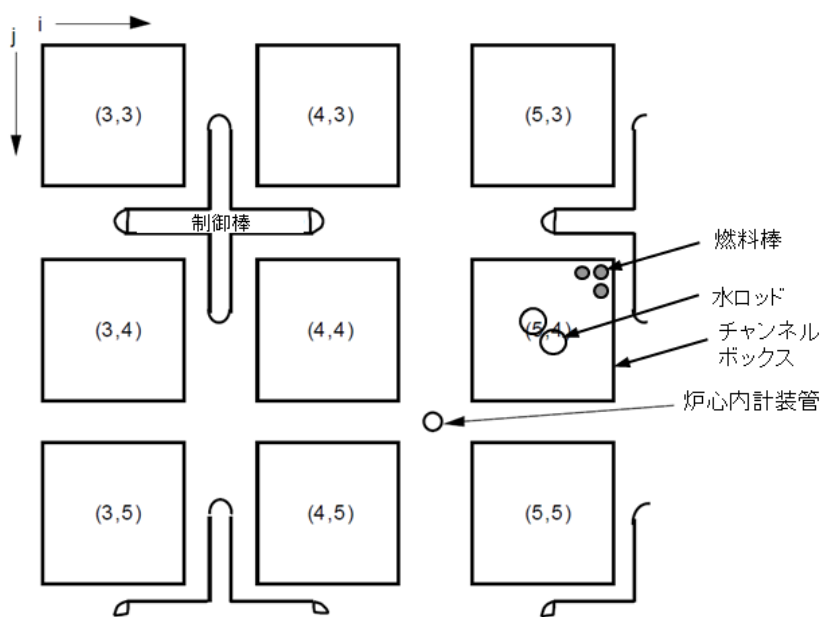 i
j
(3,3)
(4,3)
(5,3)
制御棒
燃料棒
水ロッド
(3,4)
(4,4)
(5,4)
チャンネル
ボックス
炉心内計装管
(3,5)
(4,5)
(5,5)